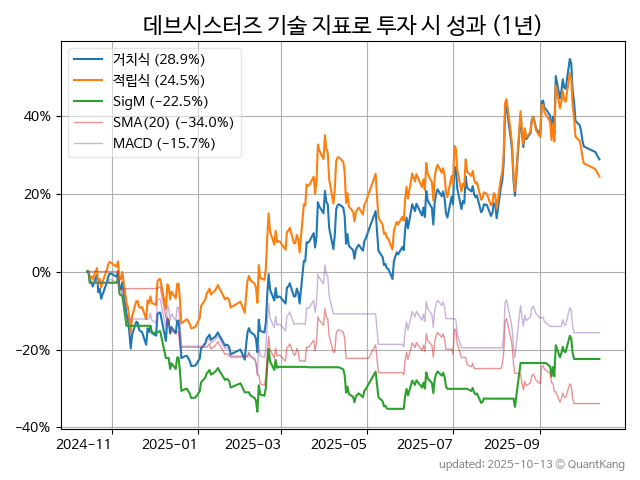 데브시스터즈 기술 지표로 투자 시 성과 (1년)
거치식 (28.9%)
적립식 (24.5%)
SigM (−22.5%)
SMA(20) (−34.0%)
MACD (−15.7%)
40%
20%
0%
−20%
−40%
2024−11 2025−01 2025−03 2025−05 2025−07 2025−09
updated: 2025-10-13 ⓒ QuantKang